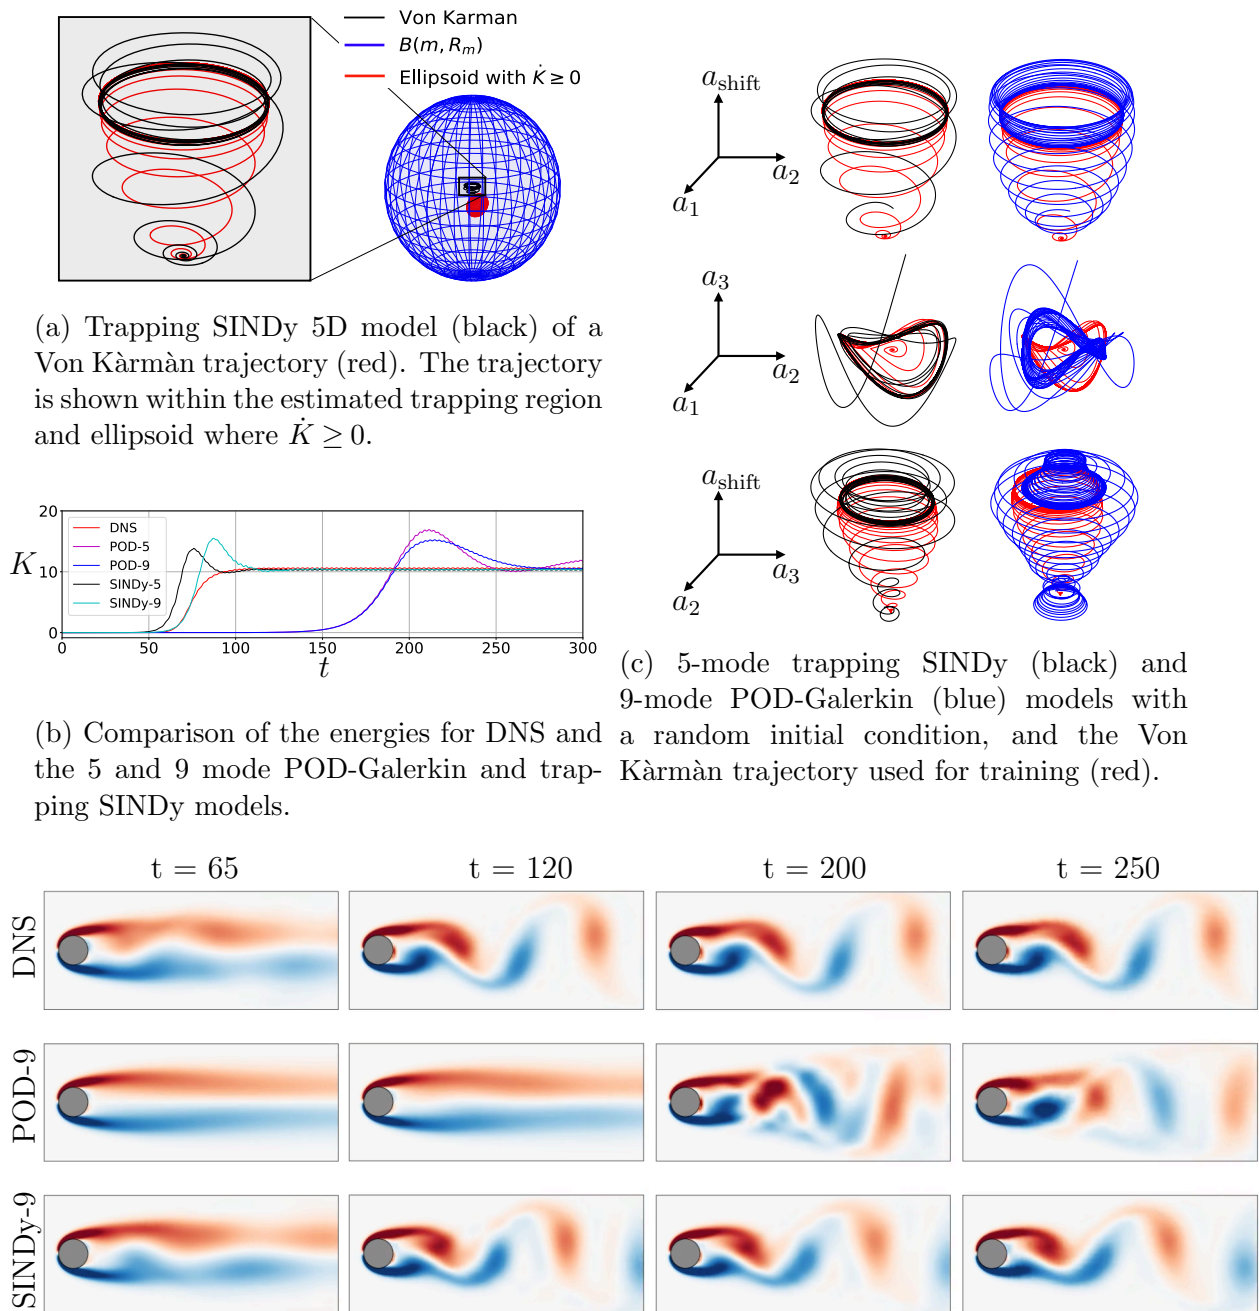 Von Karman
B(m, R_m)
Ellipsoid with K̇ ≥ 0
(a) Trapping SINDy 5D model (black) of a
Von Kàrmàn trajectory (red). The trajectory
is shown within the estimated trapping region
and ellipsoid where K̇ ≥ 0.
20
10
0
K
DNS
POD-5
POD-9
SINDy-5
SINDy-9
0 50 100 150 200 250 300
t
(b) Comparison of the energies for DNS and
the 5 and 9 mode POD-Galerkin and trap-
ping SINDy models.
a_shift
a_2
a_1
a_3
a_2
a_1
a_shift
a_3
a_2
(c) 5-mode trapping SINDy (black) and
9-mode POD-Galerkin (blue) models with
a random initial condition, and the Von
Kàrmàn trajectory used for training (red).
t = 65 t = 120 t = 200 t = 250
DNS
POD-9
SINDy-9